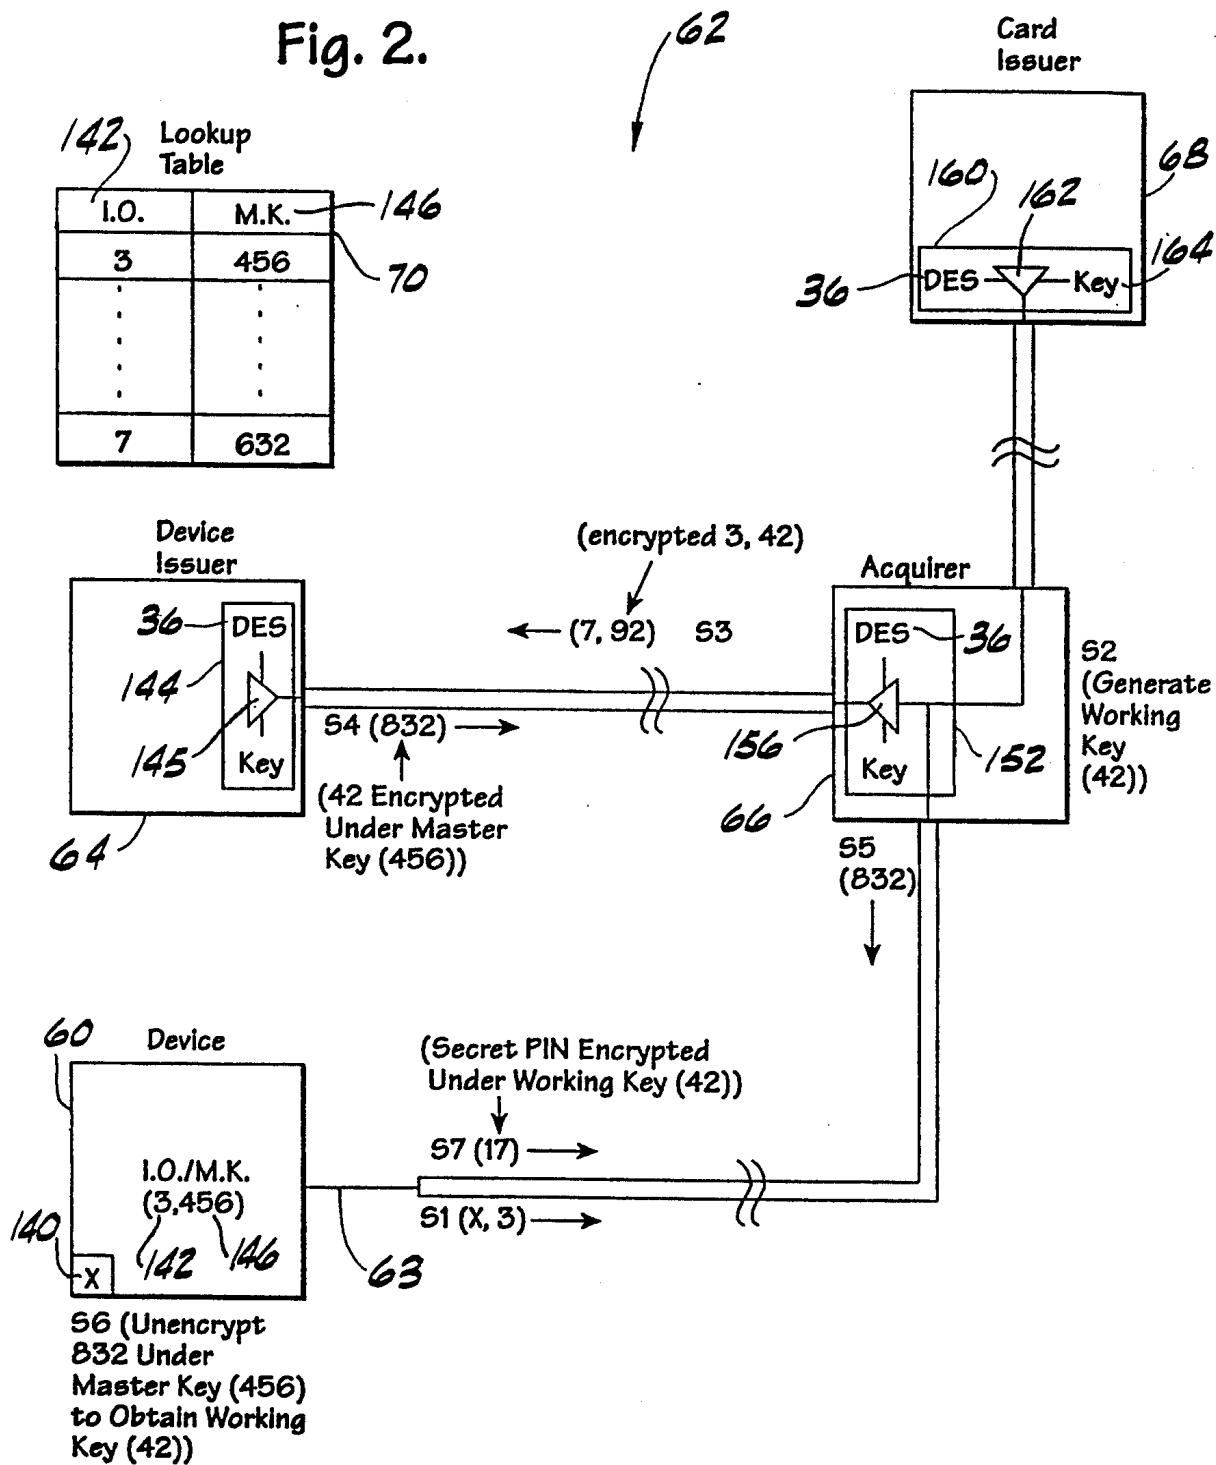 Fig. 2.
62
Card
Issuer
142
Lookup
Table
I.O.
M.K.
146
3
456
70
7
632
68
160
162
164
36
DES
Key
Device
Issuer
(encrypted 3, 42)
Acquirer
36
DES
144
145
Key
(7, 92)
S3
DES
36
S2
(Generate
Working
Key
(42))
S4 (832)
156
152
Key
(42 Encrypted
Under Master
Key (456))
64
66
S5
(832)
60
Device
(Secret PIN Encrypted
Under Working Key (42))
S7 (17)
I.O./M.K.
(3,456)
S1 (X, 3)
140
X
142
146
63
S6 (Unencrypt
832 Under
Master Key (456)
to Obtain Working
Key (42))